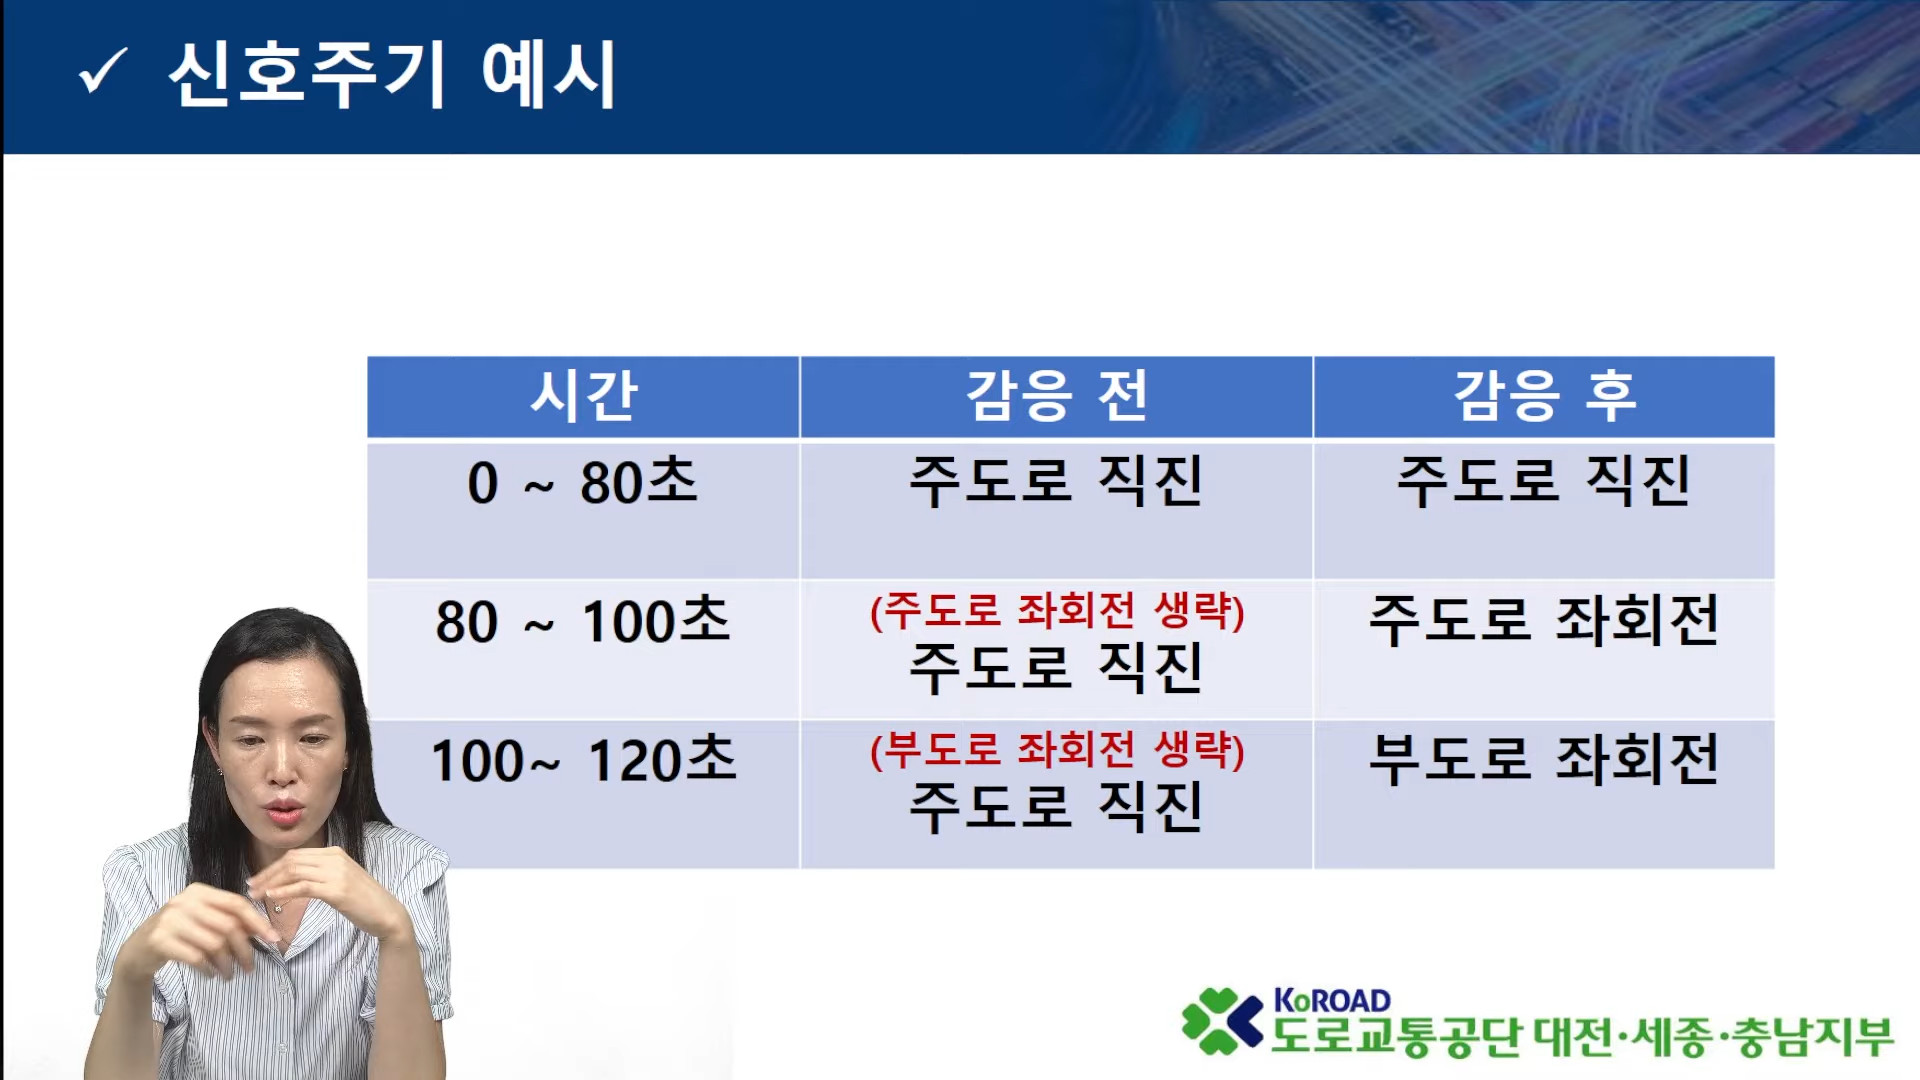 ✓ 신호주기 예시
시간 감응 전 감응 후
0 ~ 80초 주도로 직진 주도로 직진
80 ~ 100초 (주도로 좌회전 생략) 주도로 좌회전
주도로 직진
100~ 120초 (부도로 좌회전 생략) 부도로 좌회전
주도로 직진
KoROAD
도로교통공단 대전·세종·충남지부